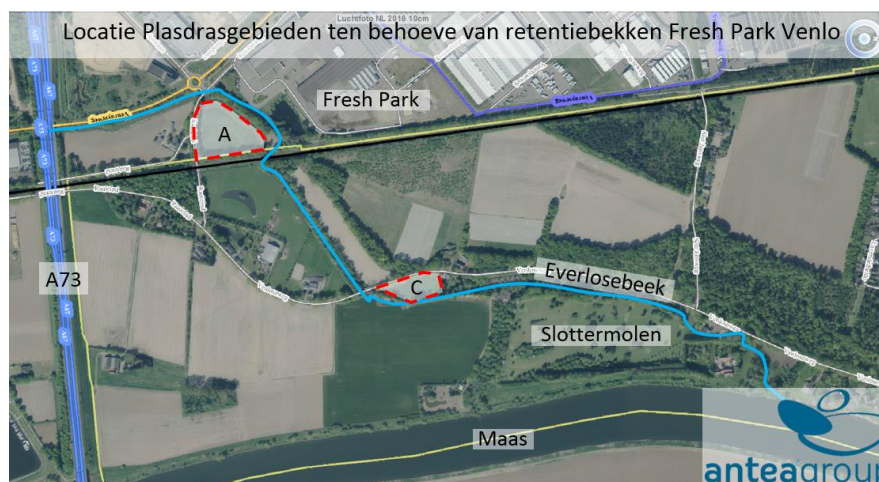 Luchtfoto NL 2016 10cm
Locatie Plasdrasgebieden ten behoeve van retentiebekken Fresh Park Venlo
Fresh Park
A
A73
C
Everlosebeek
Slottermolen
Maas
anteagroup